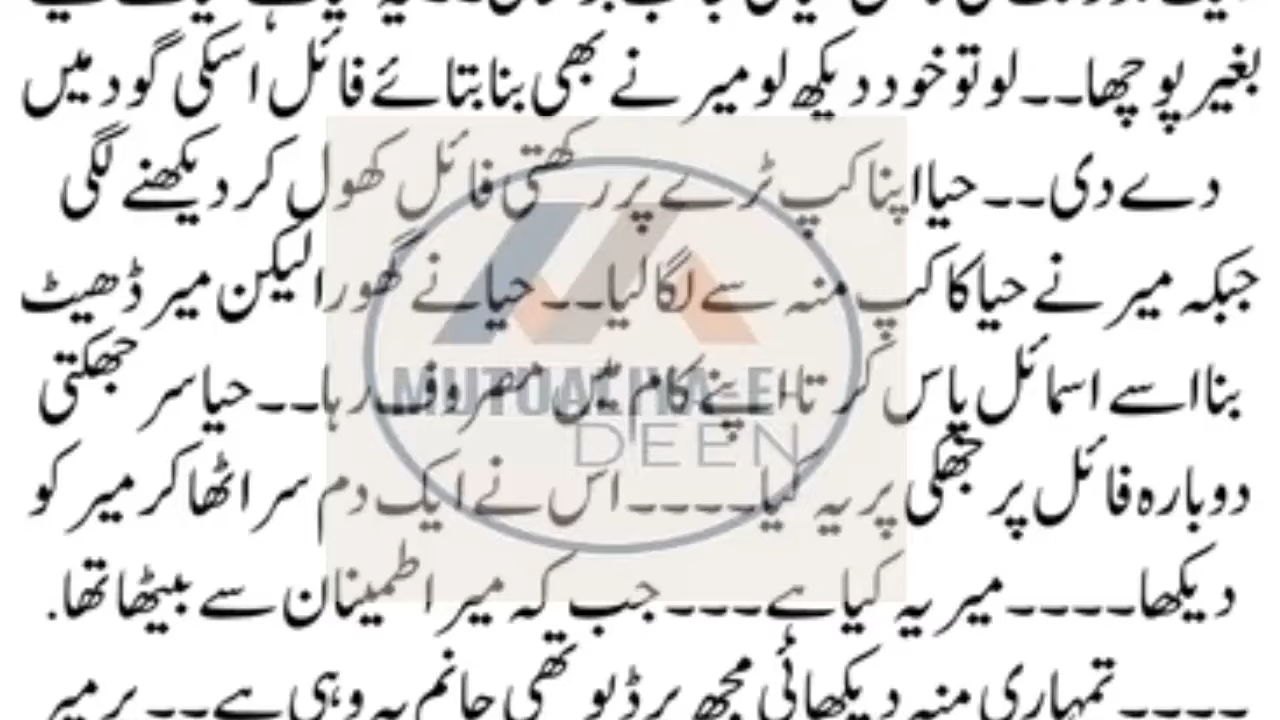 بغیر پوچھا۔۔لو تو خود دیکھ لو میر نے بھی بنا بتائے فائل اسکی گود میں
دے دی۔۔حیا اپنا کپ ٹرے پر رکھتی فائل کھول کر دیکھنے لگی
جبکہ میر نے حیا کا کپ منہ سے لگا لیا۔۔حیا نے گھورا لیکن میر ڈھیٹ
بنا اسے اسمائل پاس کرتا اپنے کام میں مصروف رہا۔۔حیا سر جھٹکتی
دوبارہ فائل پر جھکی پر یہ کیا۔۔۔۔اس نے ایک دم سر اٹھا کر میر کو
دیکھا۔۔۔۔میر یہ کیا ہے۔۔۔جب کہ میر اطمینان سے بیٹھا تھا.
۔۔۔۔تمہاری منہ دیکھائی مجھ پر ڈیو تھی جانم یہ وہی ہے۔۔پر میر
MUTUALIYA-E-
DEEN